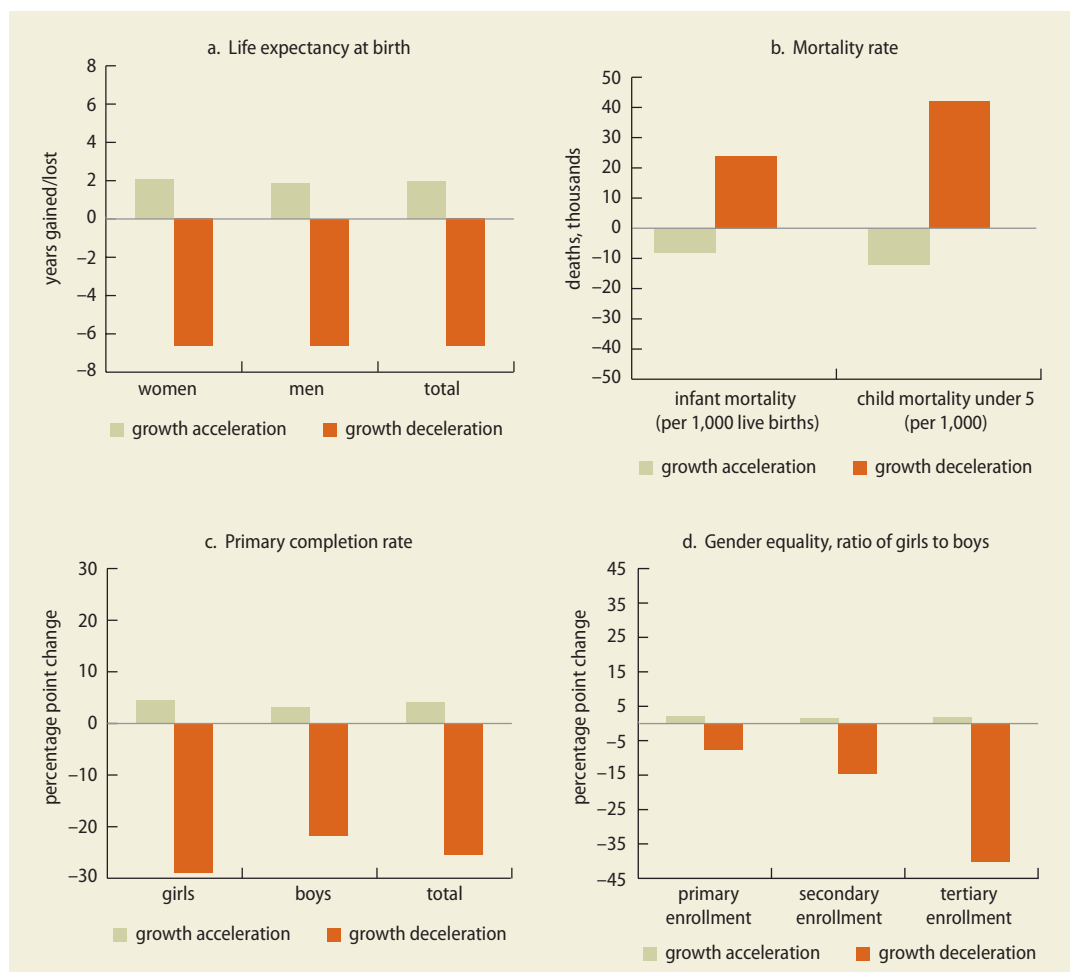 a. Life expectancy at birth
years gained/lost
8
6
4
2
0
–2
–4
–6
–8
women men total
growth acceleration growth deceleration
b. Mortality rate
deaths, thousands
50
40
30
20
10
0
–10
–20
–30
–40
–50
infant mortality
(per 1,000 live births)
child mortality under 5
(per 1,000)
growth acceleration growth deceleration
c. Primary completion rate
percentage point change
30
20
10
0
–10
–20
–30
girls boys total
growth acceleration growth deceleration
d. Gender equality, ratio of girls to boys
percentage point change
45
35
25
15
5
–5
–15
–25
–35
–45
primary
enrollment
secondary
enrollment
tertiary
enrollment
growth acceleration growth deceleration